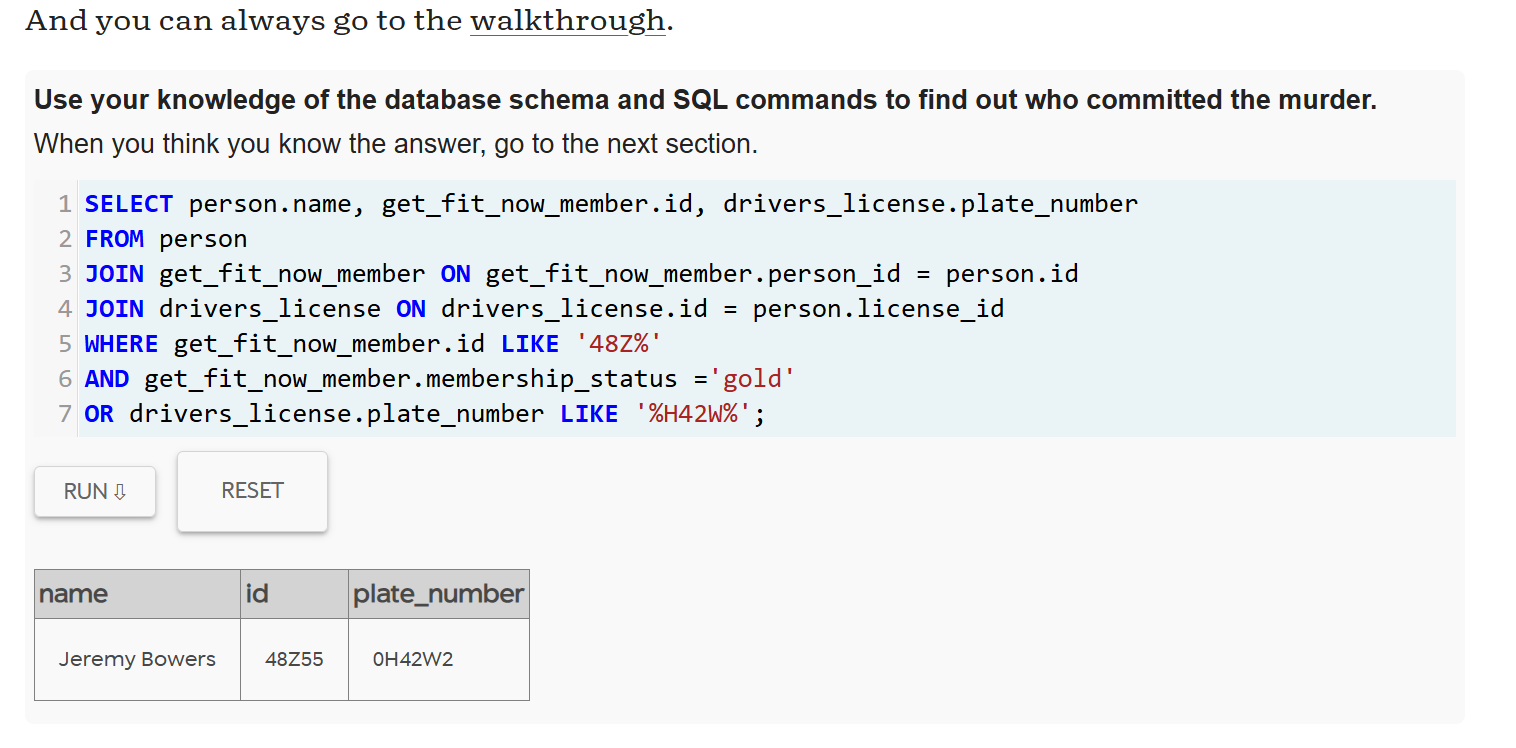 And you can always go to the walkthrough.
Use your knowledge of the database schema and SQL commands to find out who committed the murder.
When you think you know the answer, go to the next section.
1 SELECT person.name, get_fit_now_member.id, drivers_license.plate_number
2 FROM person
3 JOIN get_fit_now_member ON get_fit_now_member.person_id = person.id
4 JOIN drivers_license ON drivers_license.id = person.license_id
5 WHERE get_fit_now_member.id LIKE '48Z%'
6 AND get_fit_now_member.membership_status ='gold'
7 OR drivers_license.plate_number LIKE '%H42W%';
RUN ⇩ RESET
name id plate_number
Jeremy Bowers 48Z55 0H42W2